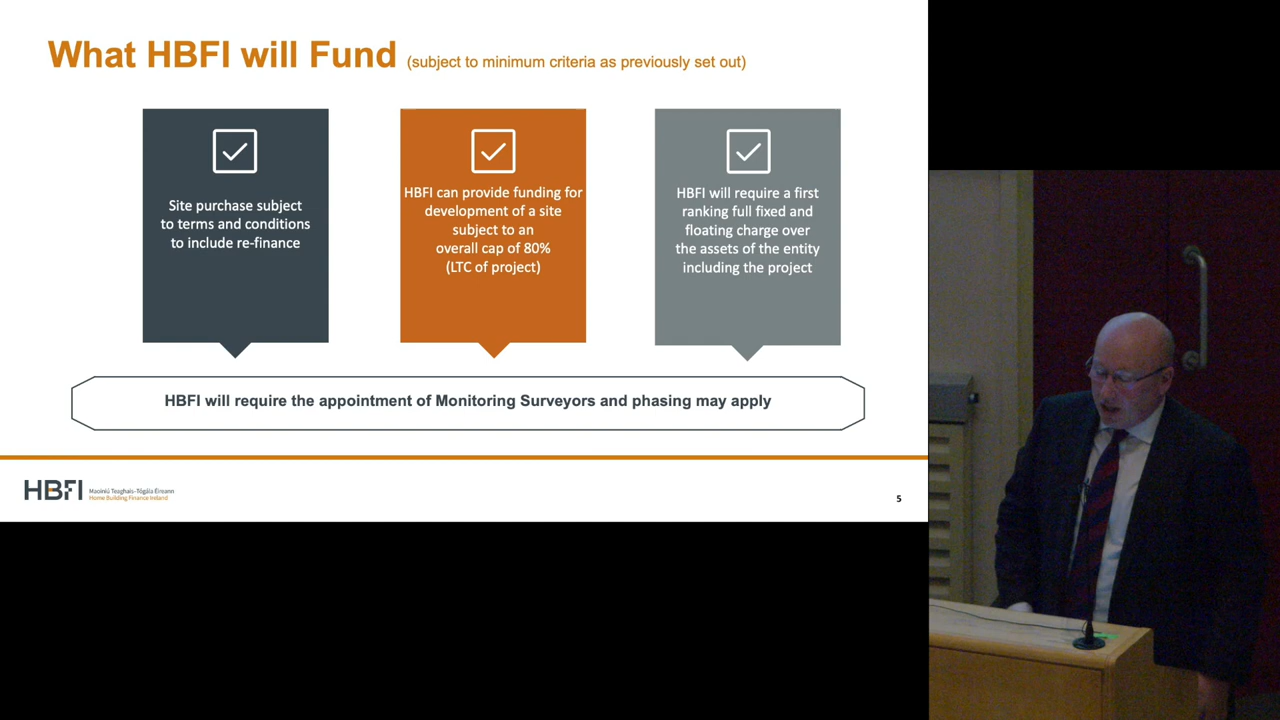 What HBFI will Fund (subject to minimum criteria as previously set out)
Site purchase subject
to terms and conditions
to include re-finance
HBFI can provide funding for
development of a site
subject to an
overall cap of 80%
(LTC of project)
HBFI will require a first
ranking full fixed and
floating charge over
the assets of the entity
including the project
HBFI will require the appointment of Monitoring Surveyors and phasing may apply
HBFI
Home Building Finance Ireland
5